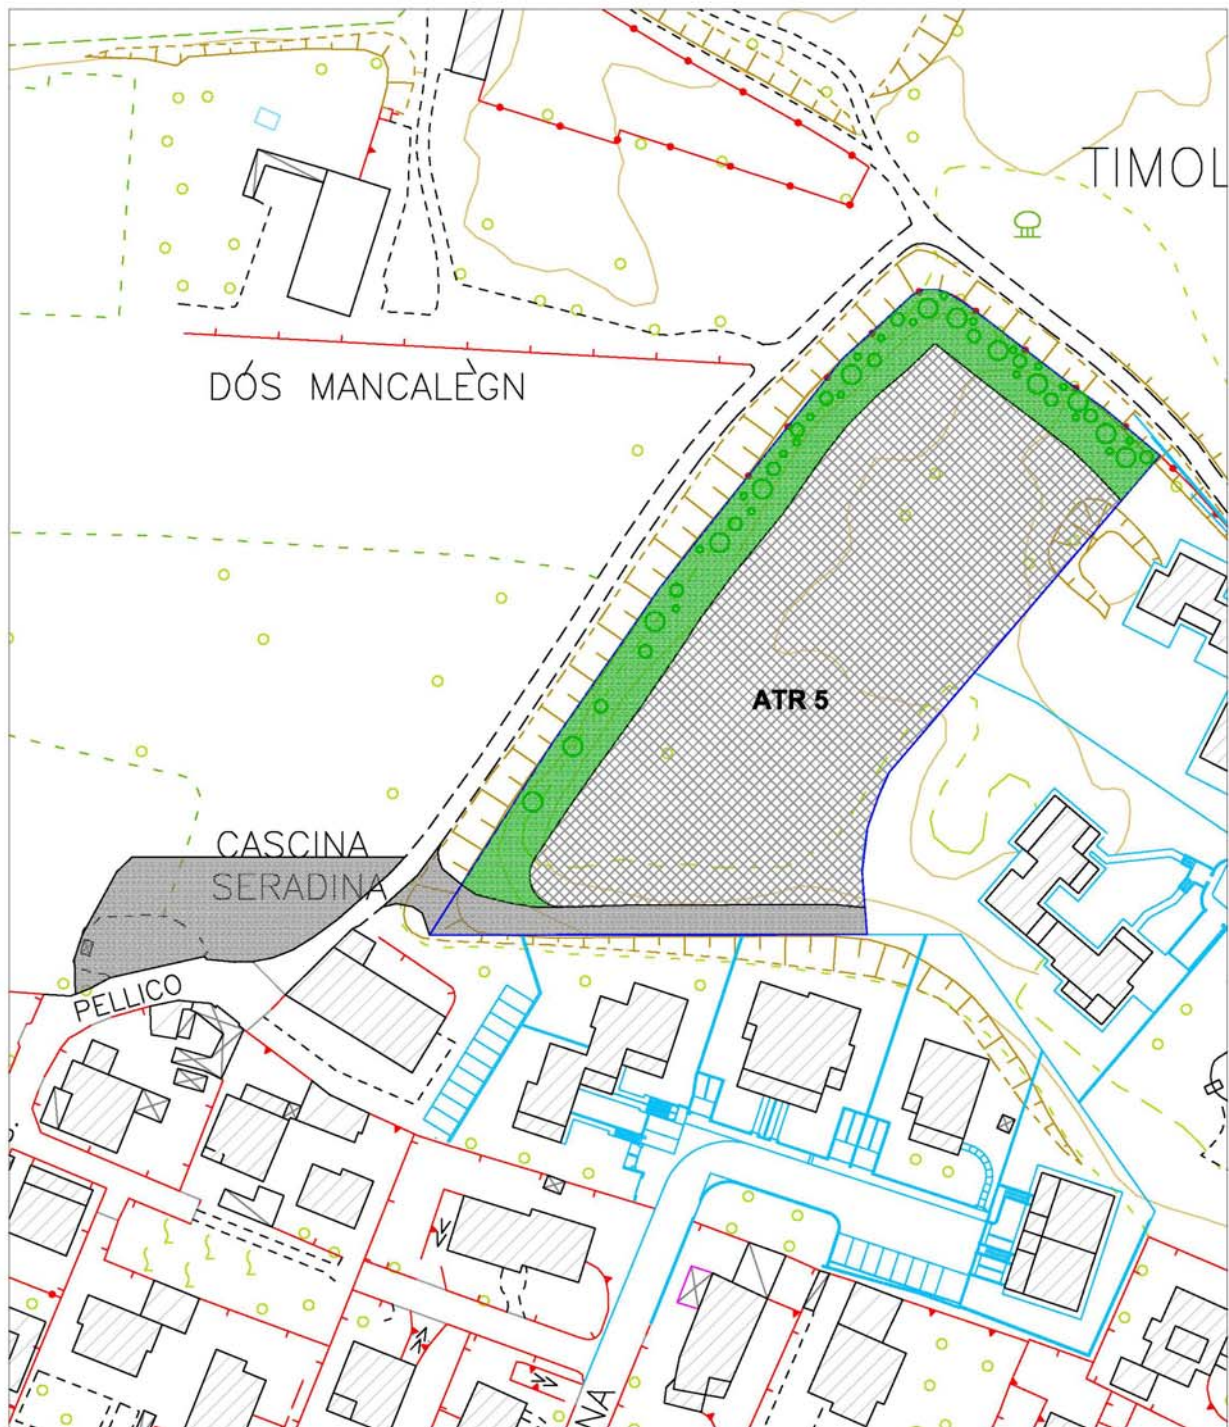 TIMOL
DÓS MANCALÈGN
ATR 5
CASCINA
SERADINA
PELLICO
NA